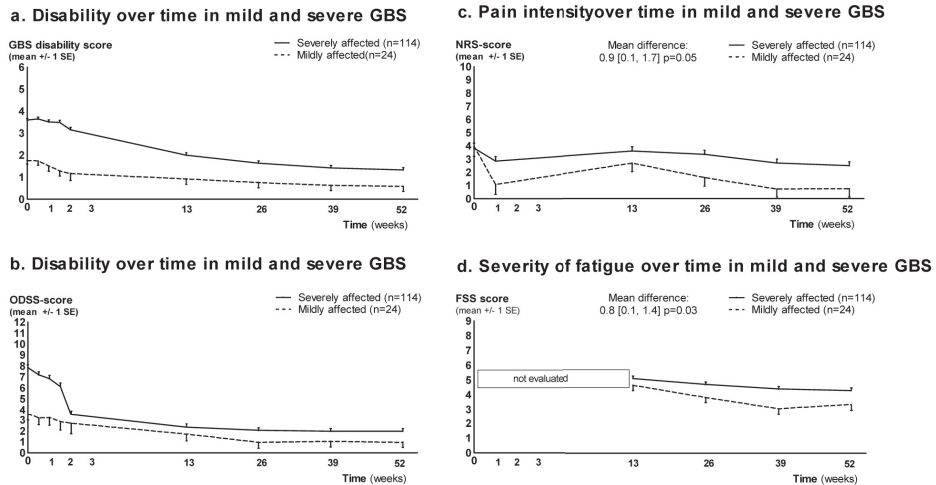 a. Disability over time in mild and severe GBS
GBS disability score
(mean +/- 1 SE)
Severely affected (n=114)
Mildly affected(n=24)
6
5
4
3
2
1
0
0 1 2 3 13 26 39 52
Time (weeks)
b. Disability over time in mild and severe GBS
ODSS-score
(mean +/- 1 SE)
Severely affected (n=114)
Mildly affected (n=24)
12
11
10
9
8
7
6
5
4
3
2
1
0
0 1 2 3 13 26 39 52
Time (weeks)
c. Pain intensityover time in mild and severe GBS
NRS-score
(mean +/- 1 SE)
Mean difference:
0.9 [0.1, 1.7] p=0.05
Severely affected (n=114)
Mildly affected (n=24)
10
9
8
7
6
5
4
3
2
1
0
0 1 2 3 13 26 39 52
Time (weeks)
d. Severity of fatigue over time in mild and severe GBS
FSS score
(mean +/- 1 SE)
Mean difference:
0.8 [0.1, 1.4] p=0.03
Severely affected (n=114)
Mildly affected (n=24)
9
8
7
6
5
4
3
2
1
0
not evaluated
0 1 2 3 13 26 39 52
Time (weeks)